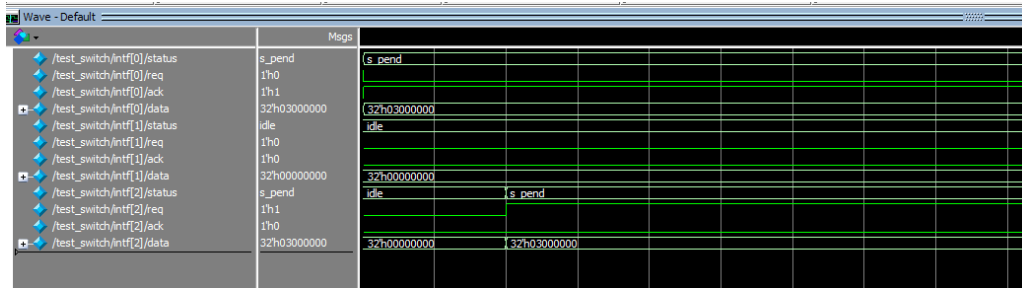 Wave - Default
Msgs
/test_switch/intf[0]/status s_pend s_pend
/test_switch/intf[0]/req 1'h0
/test_switch/intf[0]/ack 1'h1
/test_switch/intf[0]/data 32'h03000000 32'h03000000
/test_switch/intf[1]/status idle idle
/test_switch/intf[1]/req 1'h0
/test_switch/intf[1]/ack 1'h0
/test_switch/intf[1]/data 32'h00000000 32'h00000000
/test_switch/intf[2]/status s_pend idle s_pend
/test_switch/intf[2]/req 1'h1
/test_switch/intf[2]/ack 1'h0
/test_switch/intf[2]/data 32'h03000000 32'h00000000 32'h03000000